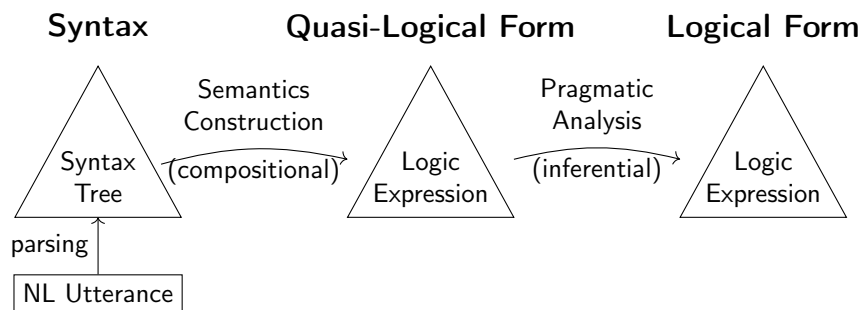 Syntax
Quasi-Logical Form
Logical Form
Semantics
Construction
(compositional)
Pragmatic
Analysis
(inferential)
Syntax
Tree
Logic
Expression
Logic
Expression
parsing
NL Utterance